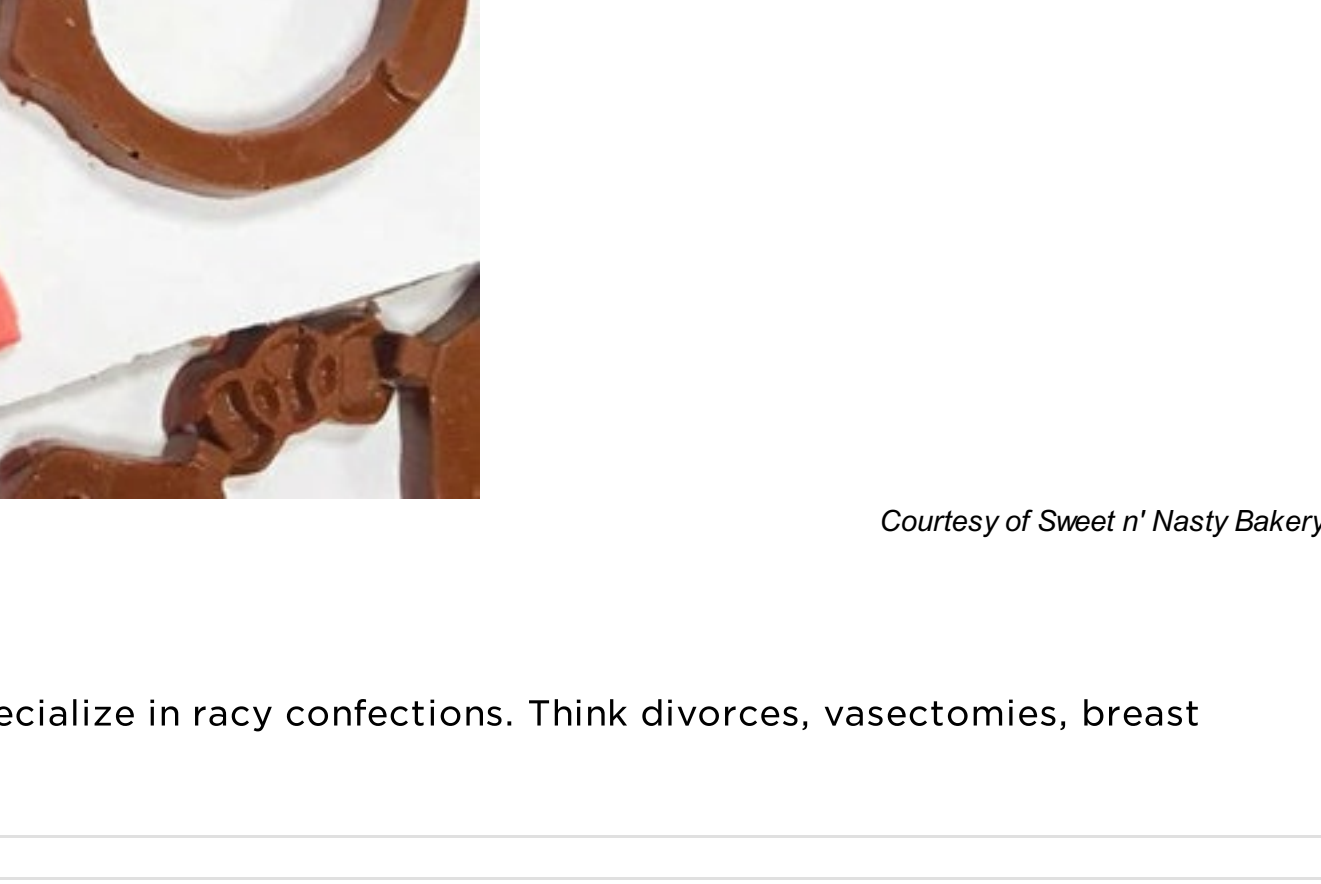 Courtesy of Sweet n' Nasty Bakery
ecialize in racy confections. Think divorces, vasectomies, breast